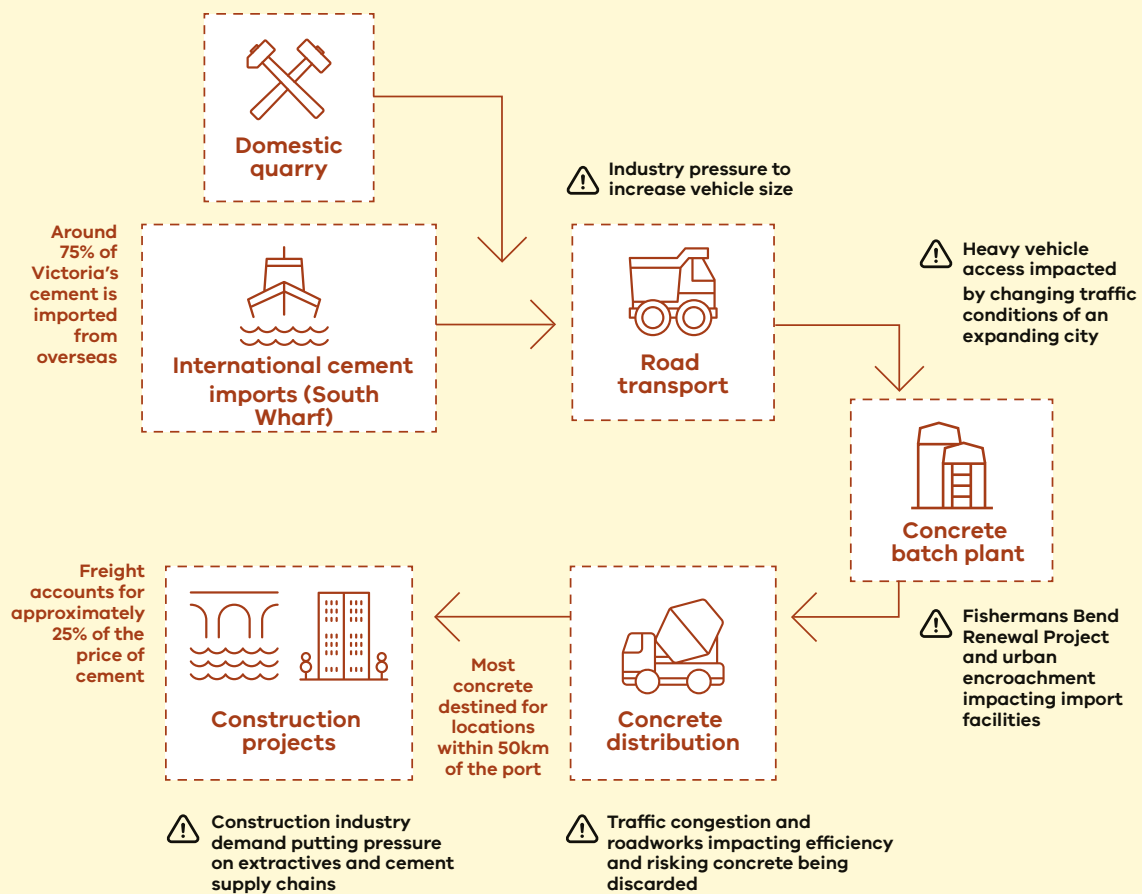 Domestic
quarry
Industry pressure to
increase vehicle size
Around
75% of
Victoria's
cement is
imported
from
overseas
International cement
imports (South
Wharf)
Road
transport
Heavy vehicle
access impacted
by changing traffic
conditions of an
expanding city
Concrete
batch plant
Fishermans Bend
Renewal Project
and urban
encroachment
impacting import
facilities
Concrete
distribution
Most
concrete
destined for
locations
within 50km
of the port
Construction
projects
Freight
accounts for
approximately
25% of the
price of
cement
Construction industry
demand putting pressure
on extractives and cement
supply chains
Traffic congestion and
roadworks impacting efficiency
and risking concrete being
discarded